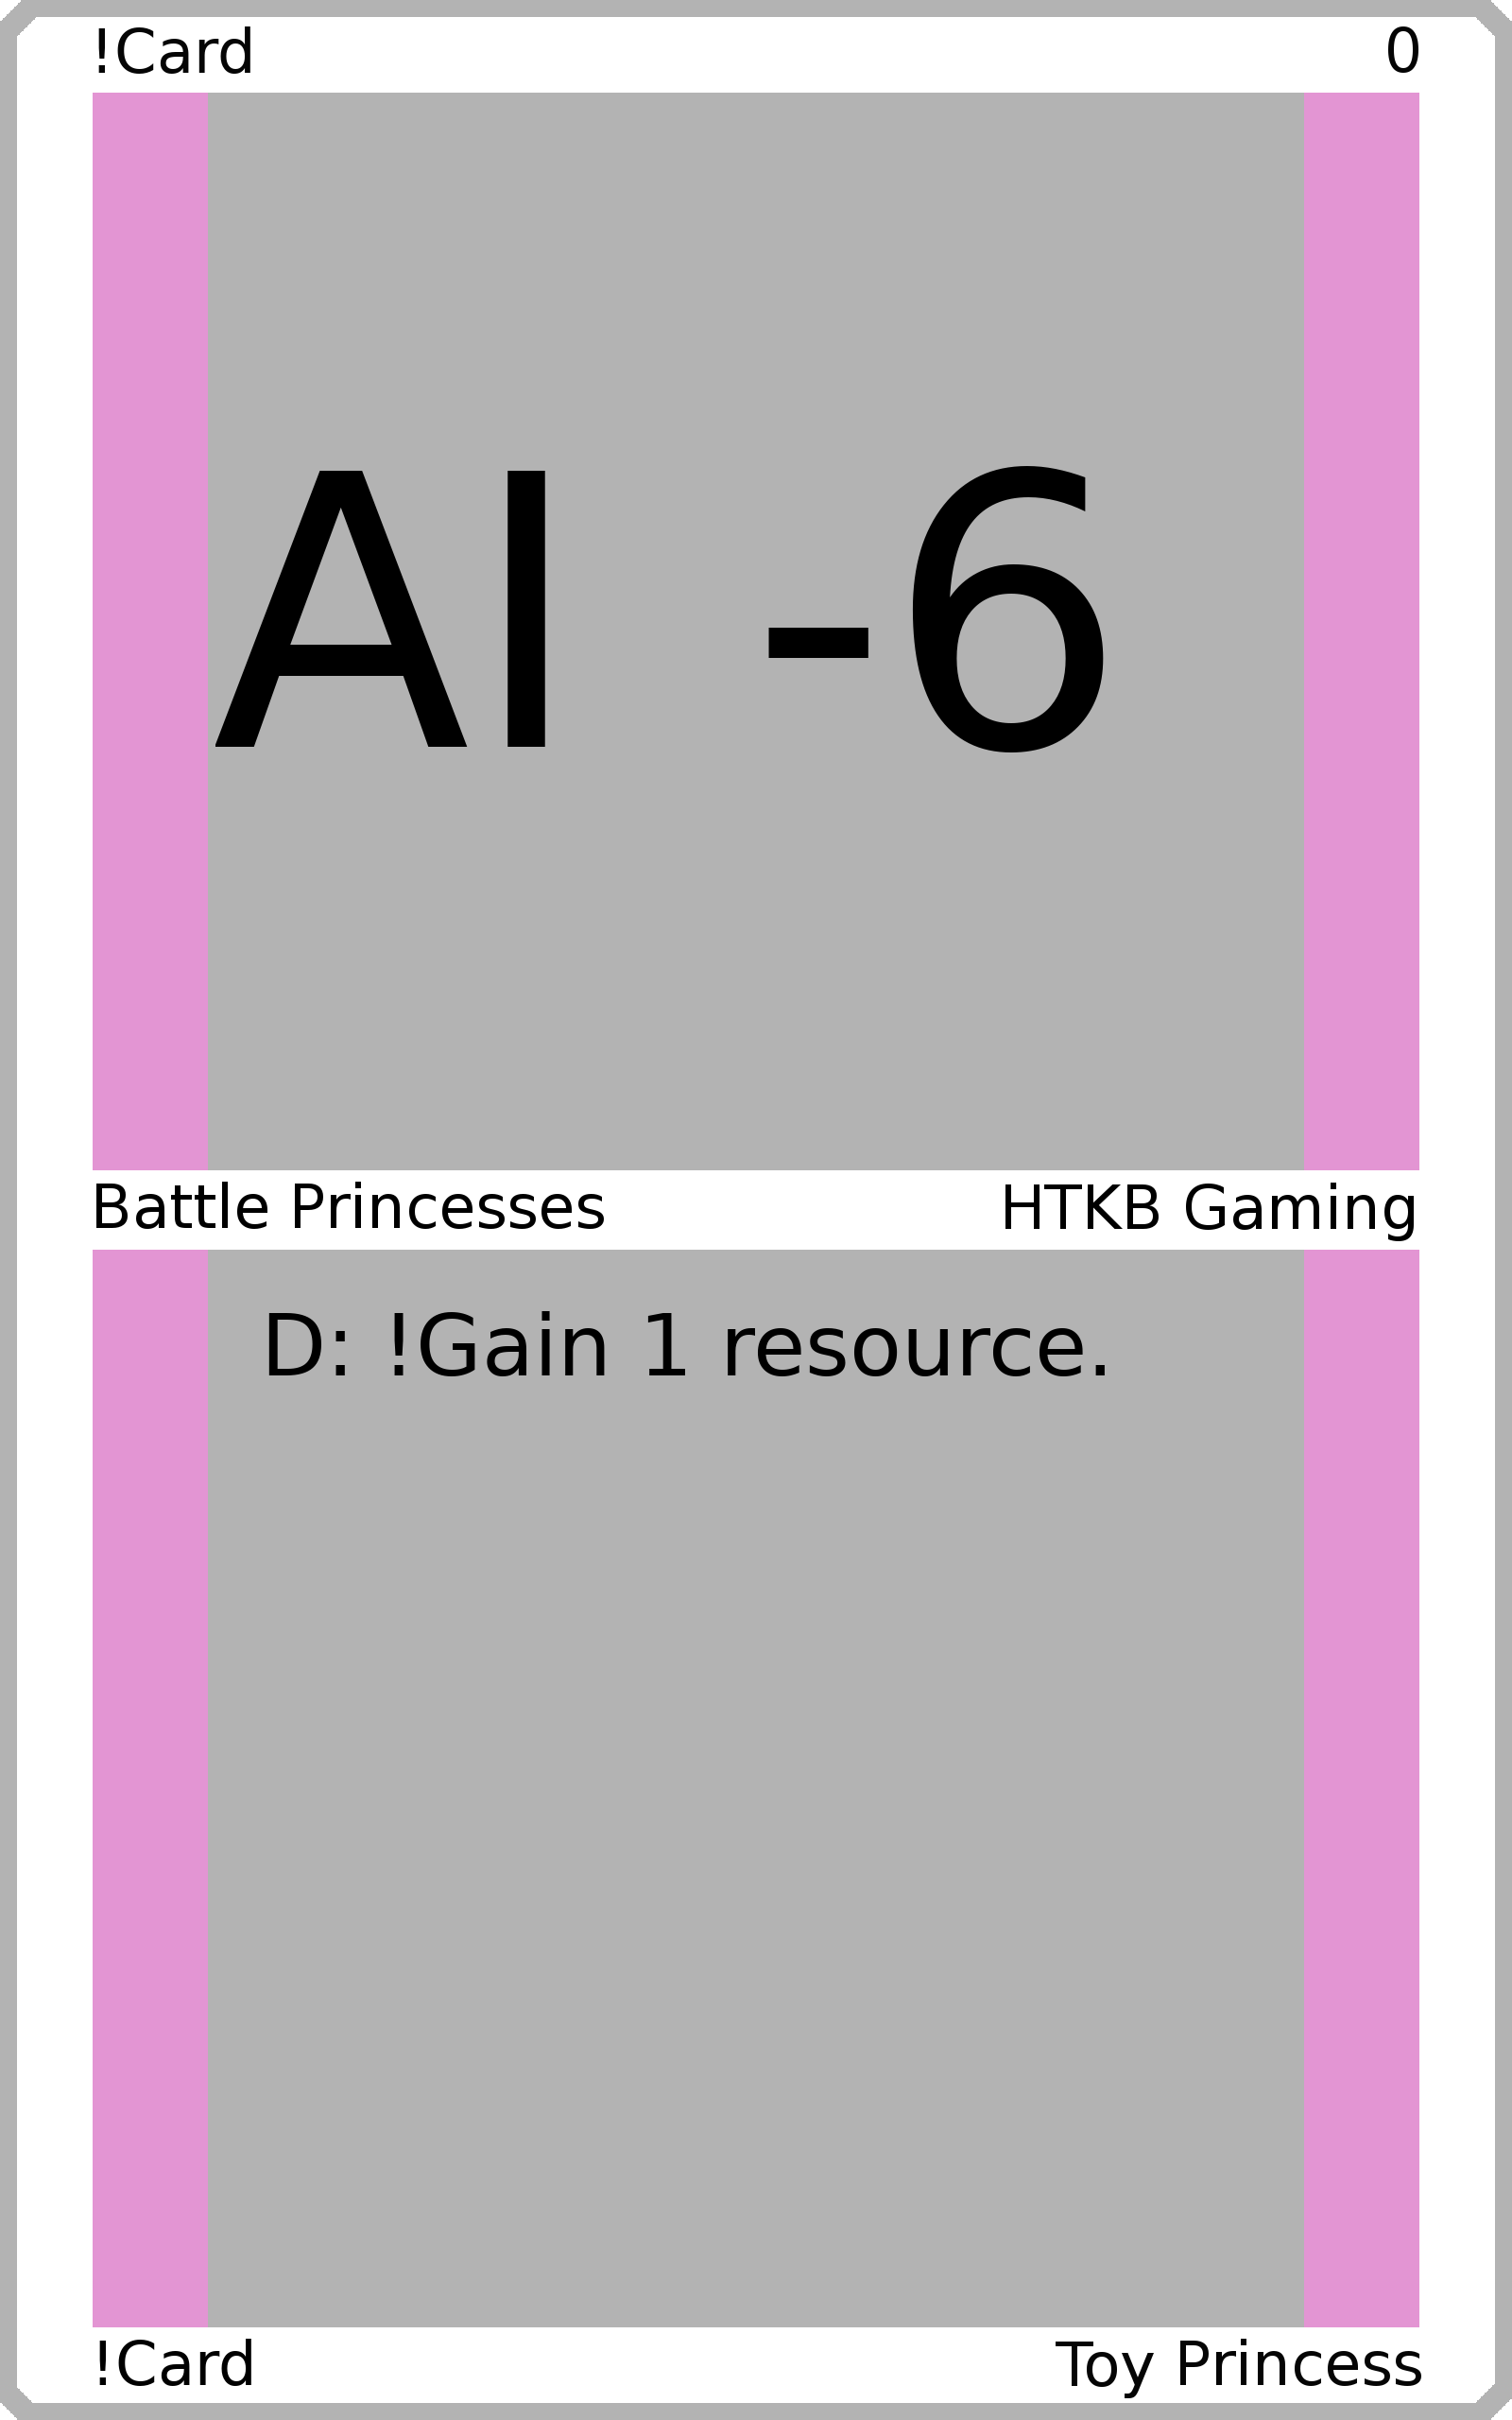 !Card 0
AI -6
Battle Princesses HTKB Gaming
D: !Gain 1 resource.
!Card Toy Princess